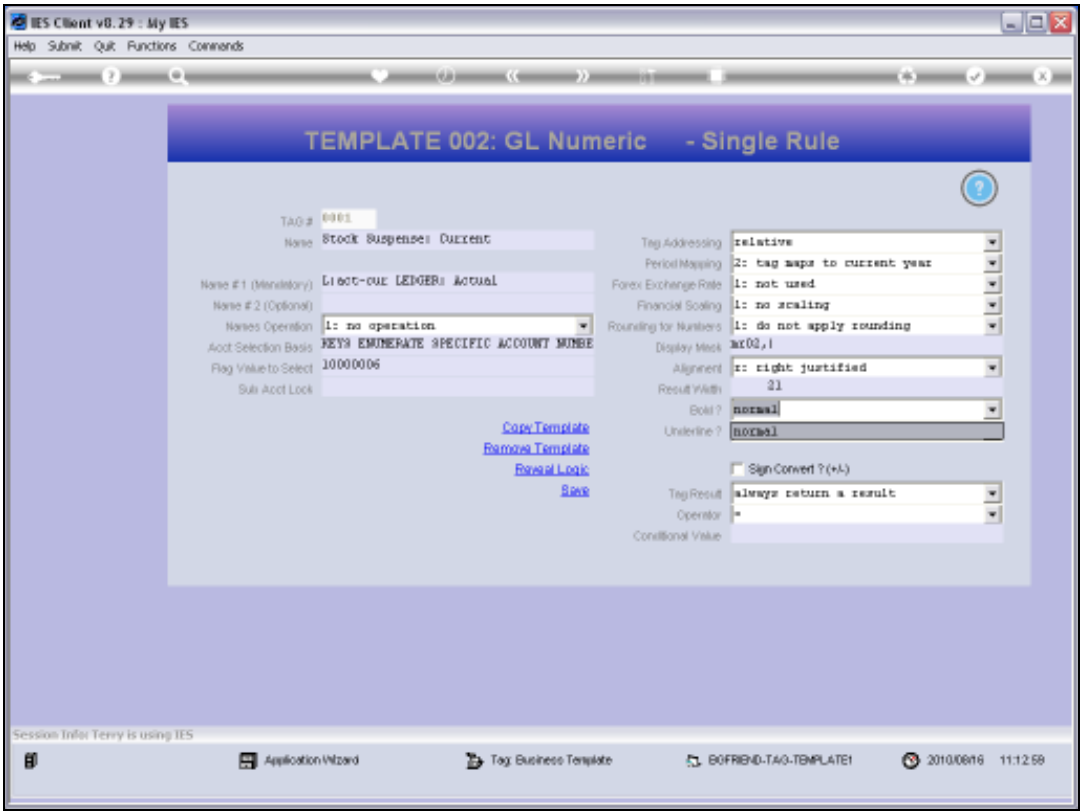 IES Client v0.29 : My IES
Help Submit Quit Functions Commands
TEMPLATE 002: GL Numeric - Single Rule
TAG # 0001
Name Stock Suspense: Current
Name # 1 (Mandatory) L:act-cur LEDGER: Actual
Name # 2 (Optional)
Names Operation 1: no operation
Acct Selection Basis KEYS ENUMERATE SPECIFIC ACCOUNT NUMBE
Flag Value to Select 10000006
Sub Acct Lock
Copy Template
Remove Template
Reveal Logic
Save
Tag Addressing relative
Period Mapping 2: tag maps to current year
Forex Exchange Rate 1: not used
Financial Scaling 1: no scaling
Rounding for Numbers 1: do not apply rounding
Display Mask mr02,|
Alignment r: right justified
Result Width 21
Bold ? normal
Underline ? normal
Sign Convert ? (+/-)
Tag Result always return a result
Operator =
Conditional Value
Session Info: Terry is using IES
Application Wizard Tag: Business Template BGFRIEND-TAG-TEMPLATE1 2010/08/16 11:12:59